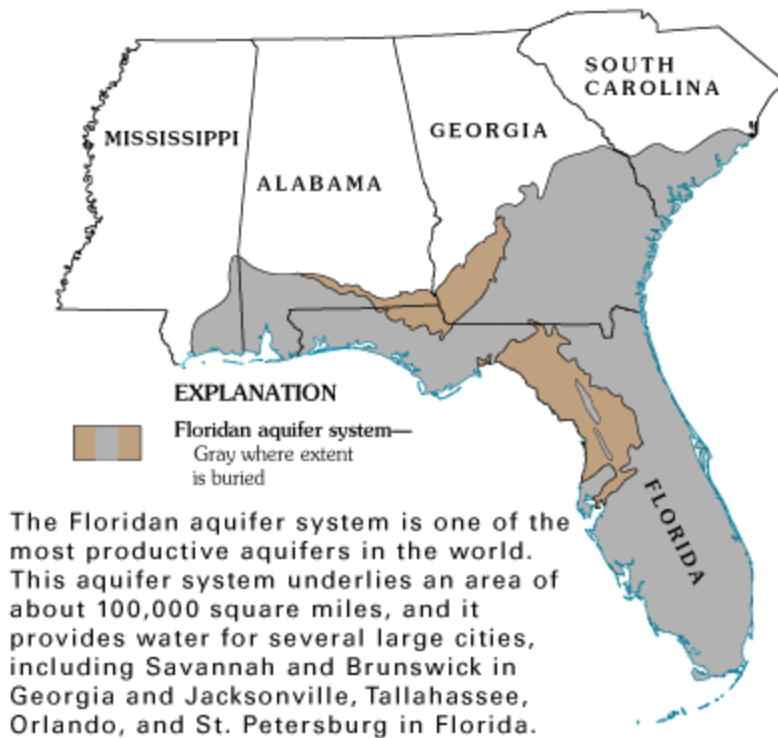 SOUTH
CAROLINA
GEORGIA
MISSISSIPPI
ALABAMA
EXPLANATION
Floridan aquifer system—
Gray where extent
is buried
FLORIDA
The Floridan aquifer system is one of the
most productive aquifers in the world.
This aquifer system underlies an area of
about 100,000 square miles, and it
provides water for several large cities,
including Savannah and Brunswick in
Georgia and Jacksonville, Tallahassee,
Orlando, and St. Petersburg in Florida.